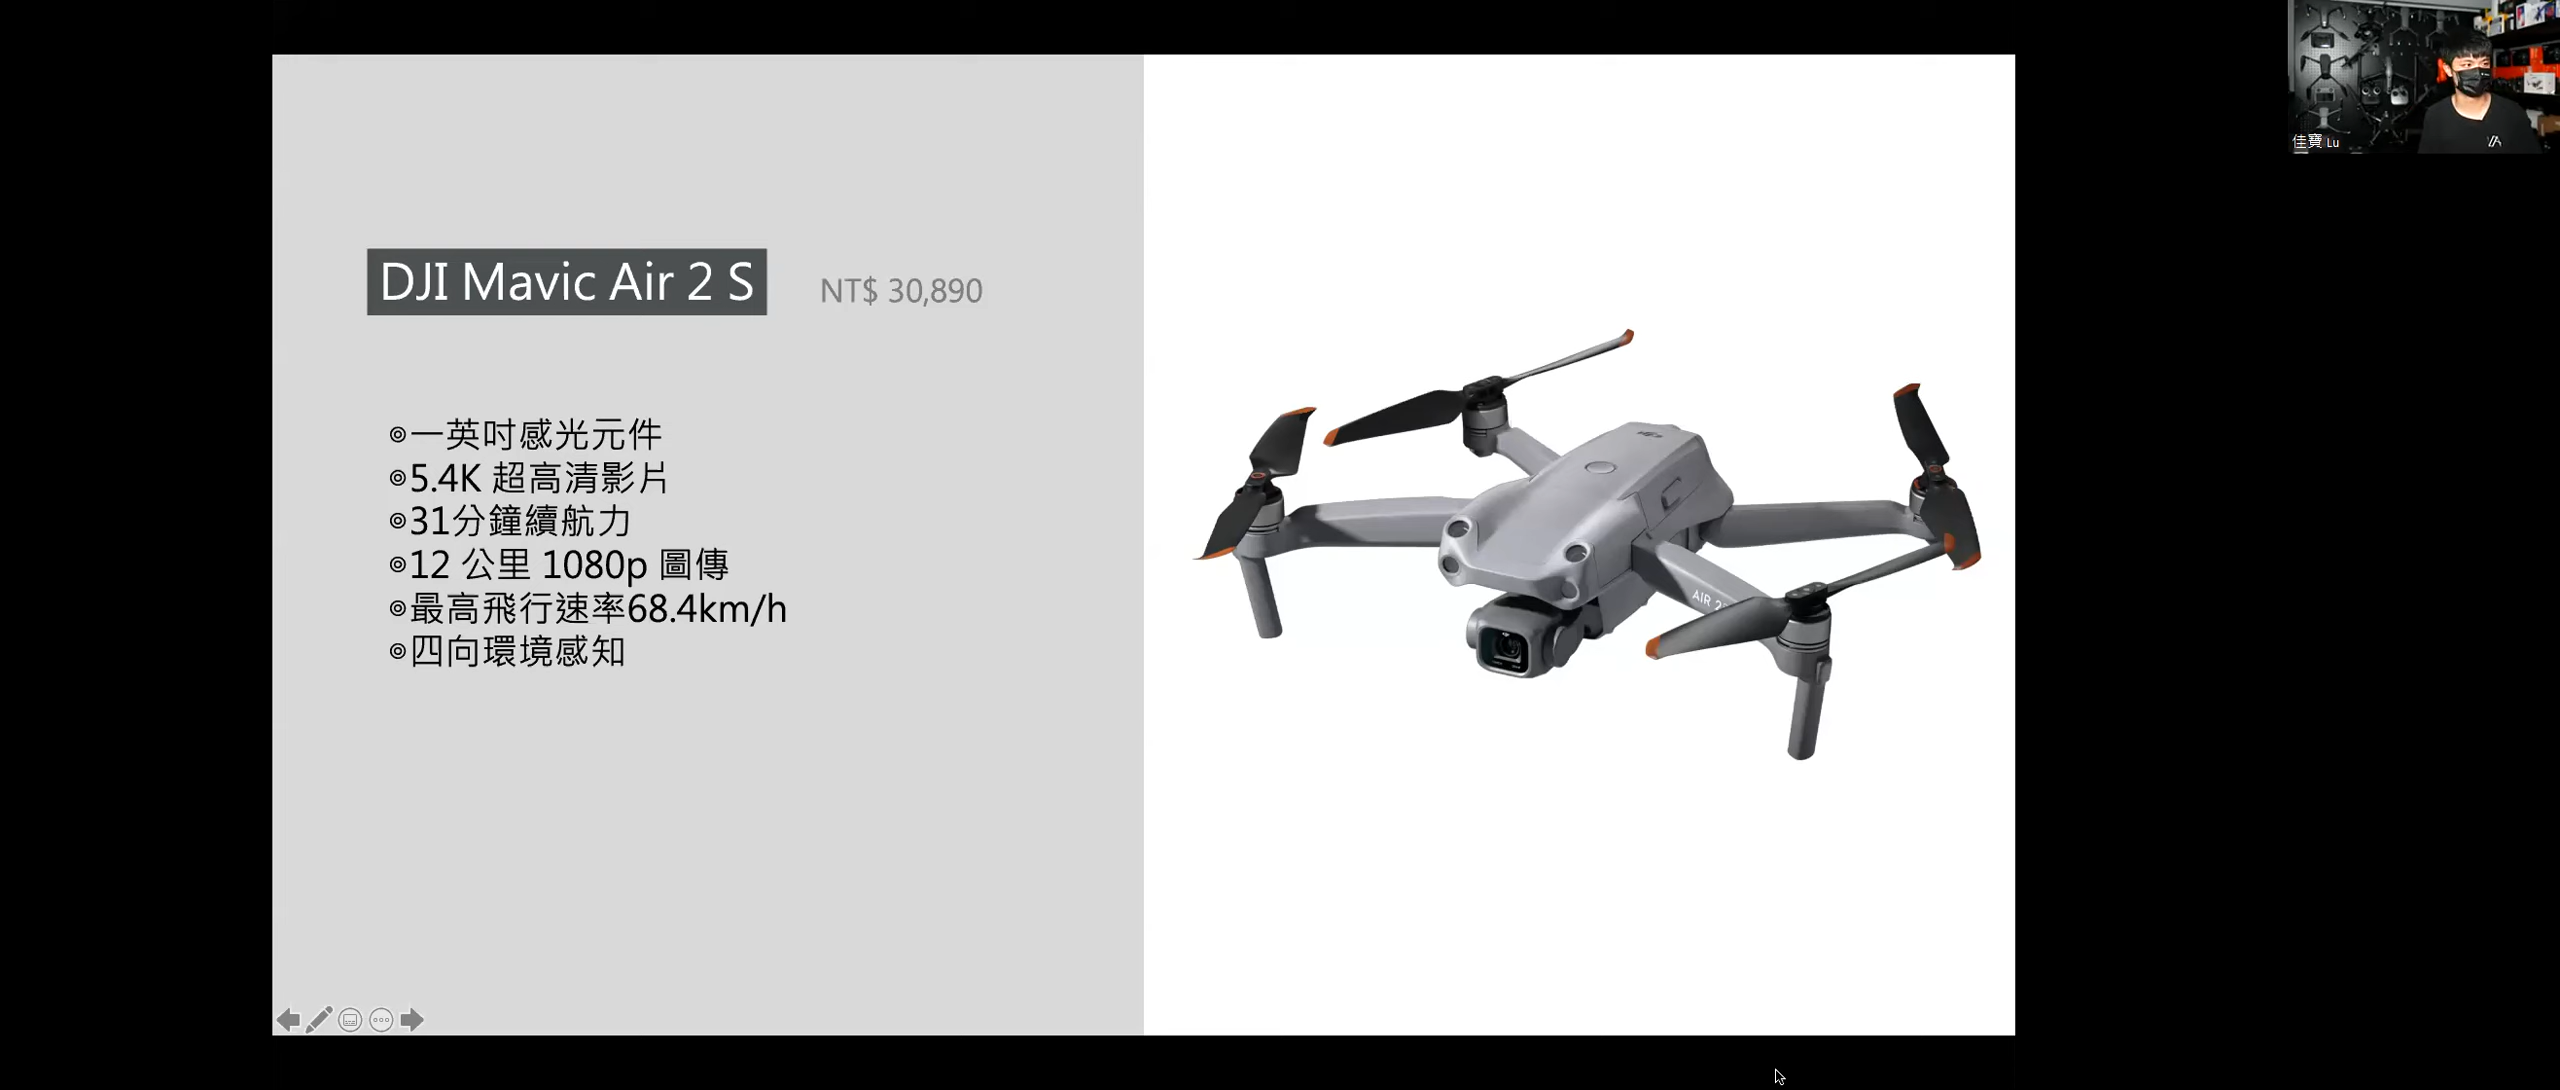 DJI Mavic Air 2 S
NT$ 30,890
◎一英吋感光元件
◎5.4K 超高清影片
◎31分鐘續航力
◎12 公里 1080p 圖傳
◎最高飛行速率68.4km/h
◎四向環境感知
AIR 2
佳寶 Lu